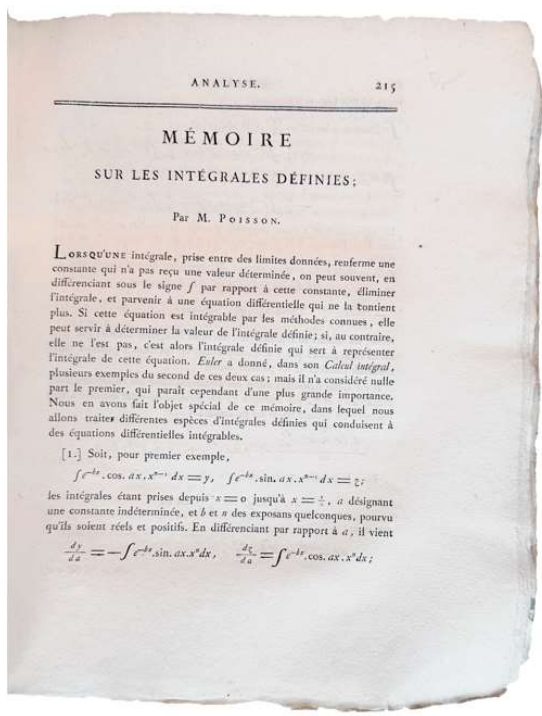 ANALYSE. 215
MÉMOIRE
SUR LES INTÉGRALES DÉFINIES;
Par M. POISSON.
LORSQU'UNE intégrale, prise entre des limites données, renferme une
constante qui n'a pas reçu une valeur déterminée, on peut souvent, en
différenciant sous le signe ∫ par rapport à cette constante, éliminer
l'intégrale, et parvenir à une équation différentielle qui ne la contient
plus. Si cette équation est intégrable par les méthodes connues, elle
peut servir à déterminer la valeur de l'intégrale définie; si, au contraire,
elle ne l'est pas, c'est alors l'intégrale définie qui sert à représenter
l'intégrale de cette équation. Euler a donné, dans son Calcul intégral,
plusieurs exemples du second de ces deux cas; mais il n'a considéré nulle
part le premier, qui paraît cependant d'une plus grande importance.
Nous en avons fait l'objet spécial de ce mémoire, dans lequel nous
allons traiter différentes espèces d'intégrales définies qui conduisent à
des équations différentielles intégrables.
[1.] Soit, pour premier exemple,
∫e⁻ᵇˣ.cos. ax.xⁿ⁻¹ dx = y, ∫e⁻ᵇˣ.sin. ax.xⁿ⁻¹ dx = z;
les intégrales étant prises depuis x = 0 jusqu'à x = 1/0, a désignant
une constante indéterminée, et b et n des exposans quelconques, pourvu
qu'ils soient réels et positifs. En différenciant par rapport à a, il vient
dy/da = —∫e⁻ᵇˣ.sin. ax.xⁿdx, dz/da = ∫e⁻ᵇˣ.cos. ax.xⁿdx;